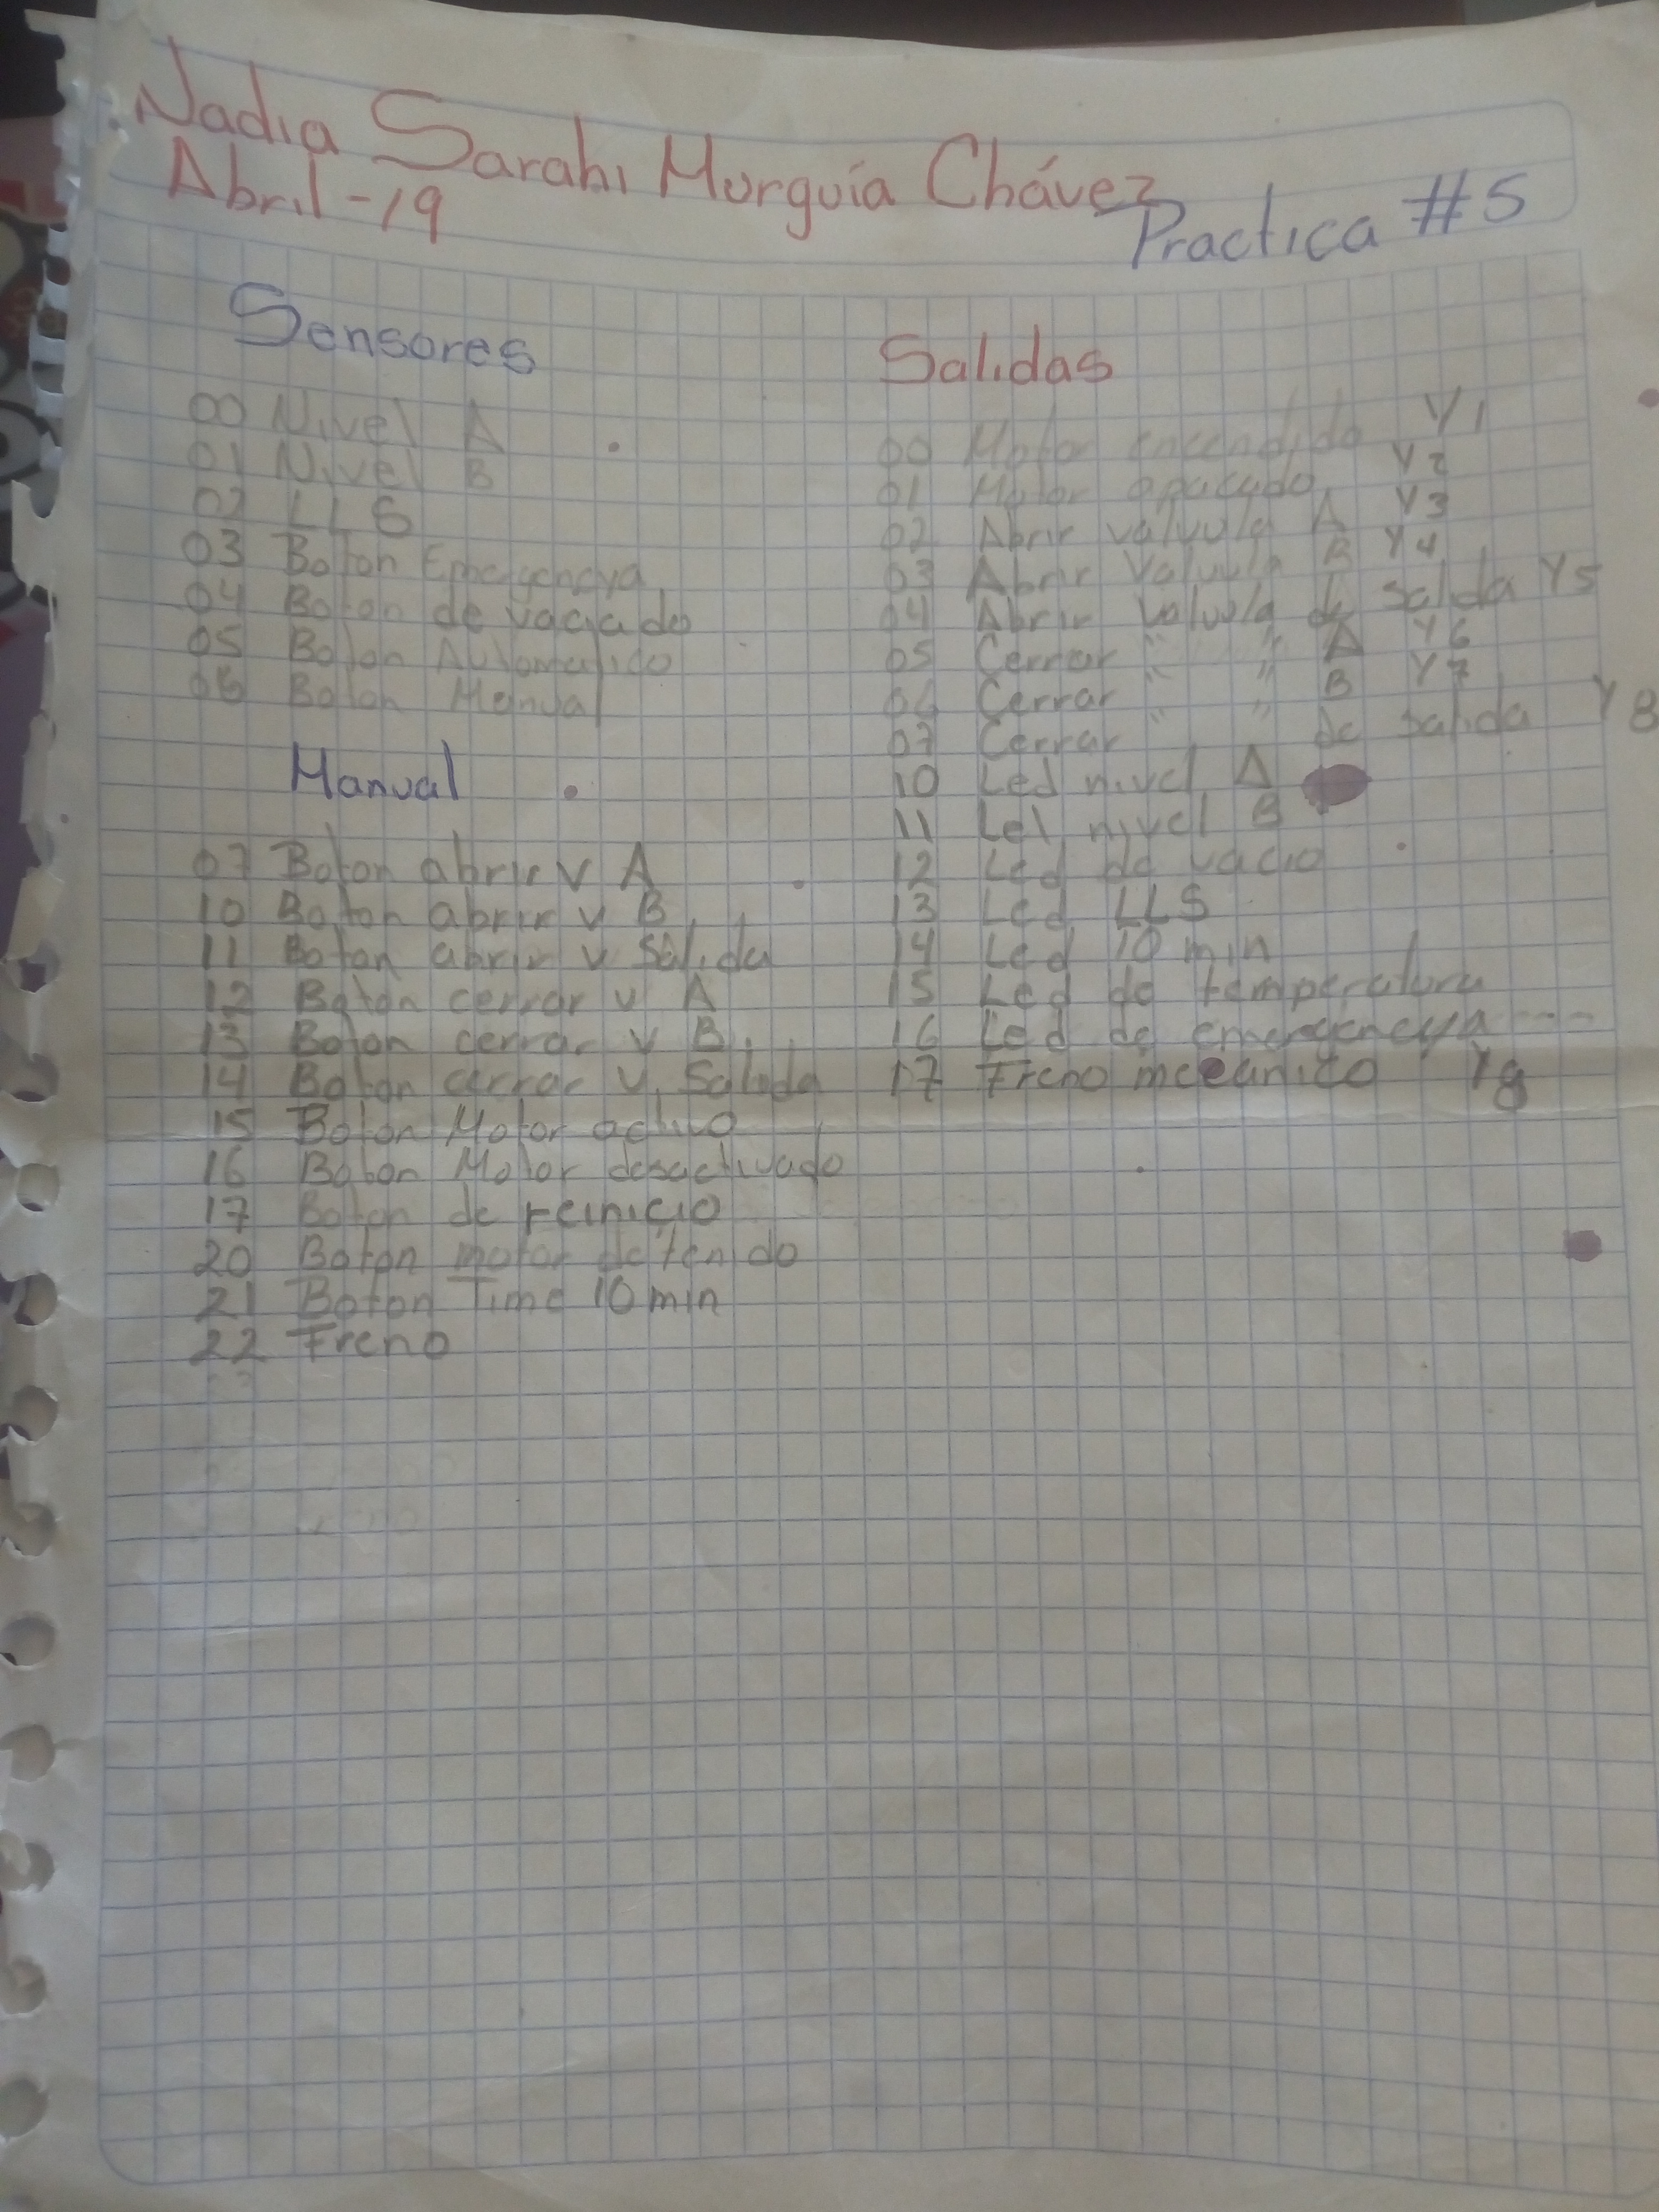 Nadia Sarahi Murguía Chávez
Abril-19
Practica #5
Sensores
00 Nivel A
01 Nivel B
02 LLS
03 Boton Emergencya
04 Boton de vaciado
05 Boton Automatico
06 Boton Manual
Manual
07 Boton abrir v A
10 Boton abrir v B
11 Boton abrir v Salida
12 Boton cerrar v A
13 Boton cerrar v B
14 Boton cerrar v Salida
15 Boton Motor activo
16 Boton Motor desactivado
17 Boton de reinicio
20 Boton motor detenido
21 Boton Time 10 min
22 Freno
Salidas
00 Motor encendido Y1
01 Motor apagado Y2
02 Abrir valvula A Y3
03 Abrir Valvula B Y4
04 Abrir Valvula de salida Y5
05 Cerrar " " A Y6
06 Cerrar " " B Y7
07 Cerrar " " de salida Y8
10 Led nivel A
11 Lel nivel B
12 Led de vacio
13 Led LLS
14 Led 10 min
15 Led de temperatura
16 Led de emergencya ---
17 Freno mecanico Y9